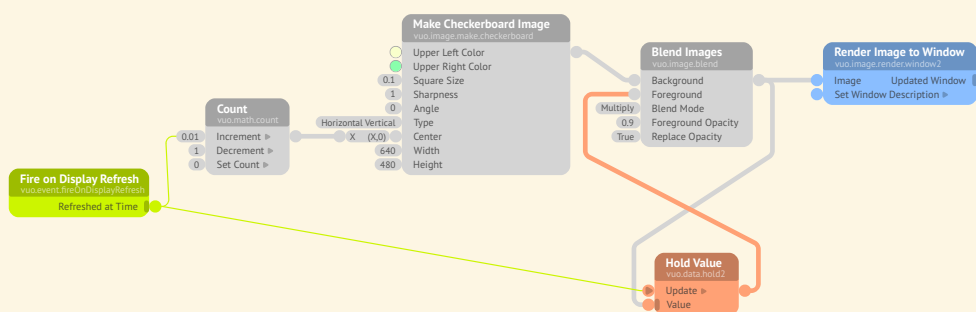 Make Checkerboard Image
vuo.image.make.checkerboard
Upper Left Color
Upper Right Color
0.1 Square Size
1 Sharpness
0 Angle
Horizontal Vertical Type
X (X,0) Center
640 Width
480 Height
Blend Images
vuo.image.blend
Background
Foreground
Multiply Blend Mode
0.9 Foreground Opacity
True Replace Opacity
Render Image to Window
vuo.image.render.window2
Image Updated Window
Set Window Description
Count
vuo.math.count
0.01 Increment
1 Decrement
0 Set Count
Fire on Display Refresh
vuo.event.fireOnDisplayRefresh
Refreshed at Time
Hold Value
vuo.data.hold2
Update
Value